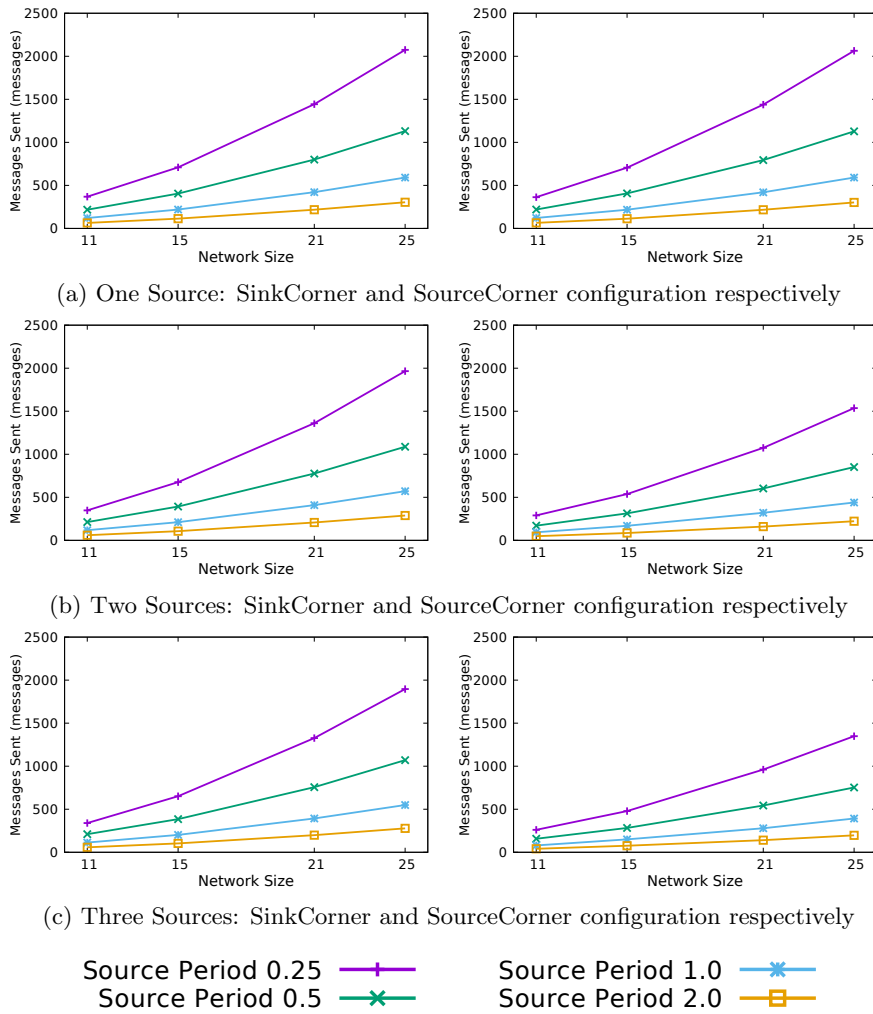 2500
2000
1500
1000
500
0
11 15 21 25
Messages Sent (messages)
Network Size
2500
2000
1500
1000
500
0
11 15 21 25
Messages Sent (messages)
Network Size
(a) One Source: SinkCorner and SourceCorner configuration respectively
2500
2000
1500
1000
500
0
11 15 21 25
Messages Sent (messages)
Network Size
2500
2000
1500
1000
500
0
11 15 21 25
Messages Sent (messages)
Network Size
(b) Two Sources: SinkCorner and SourceCorner configuration respectively
2500
2000
1500
1000
500
0
11 15 21 25
Messages Sent (messages)
Network Size
2500
2000
1500
1000
500
0
11 15 21 25
Messages Sent (messages)
Network Size
(c) Three Sources: SinkCorner and SourceCorner configuration respectively
Source Period 0.25
Source Period 0.5
Source Period 1.0
Source Period 2.0